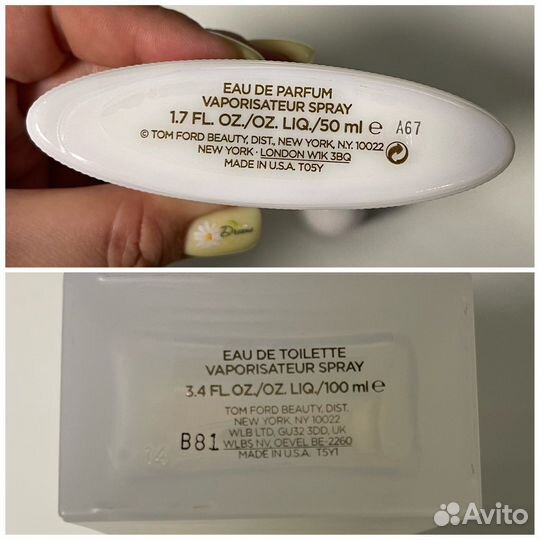 EAU DE PARFUM
VAPORISATEUR SPRAY
1.7 FL. OZ./OZ. LIQ./50 ml ℮ A67
© TOM FORD BEAUTY, DIST., NEW YORK, N.Y. 10022
NEW YORK · LONDON W1K 3BQ
MADE IN U.S.A. T05Y
Dreams
EAU DE TOILETTE
VAPORISATEUR SPRAY
3.4 FL OZ./OZ. LIQ./100 ml ℮
TOM FORD BEAUTY, DIST.
NEW YORK, NY 10022
WLB LTD, GU32 3DD, UK
B81 WLBS NV, OEVEL BE-2260
14 MADE IN U.S.A. T5Y1
Avito